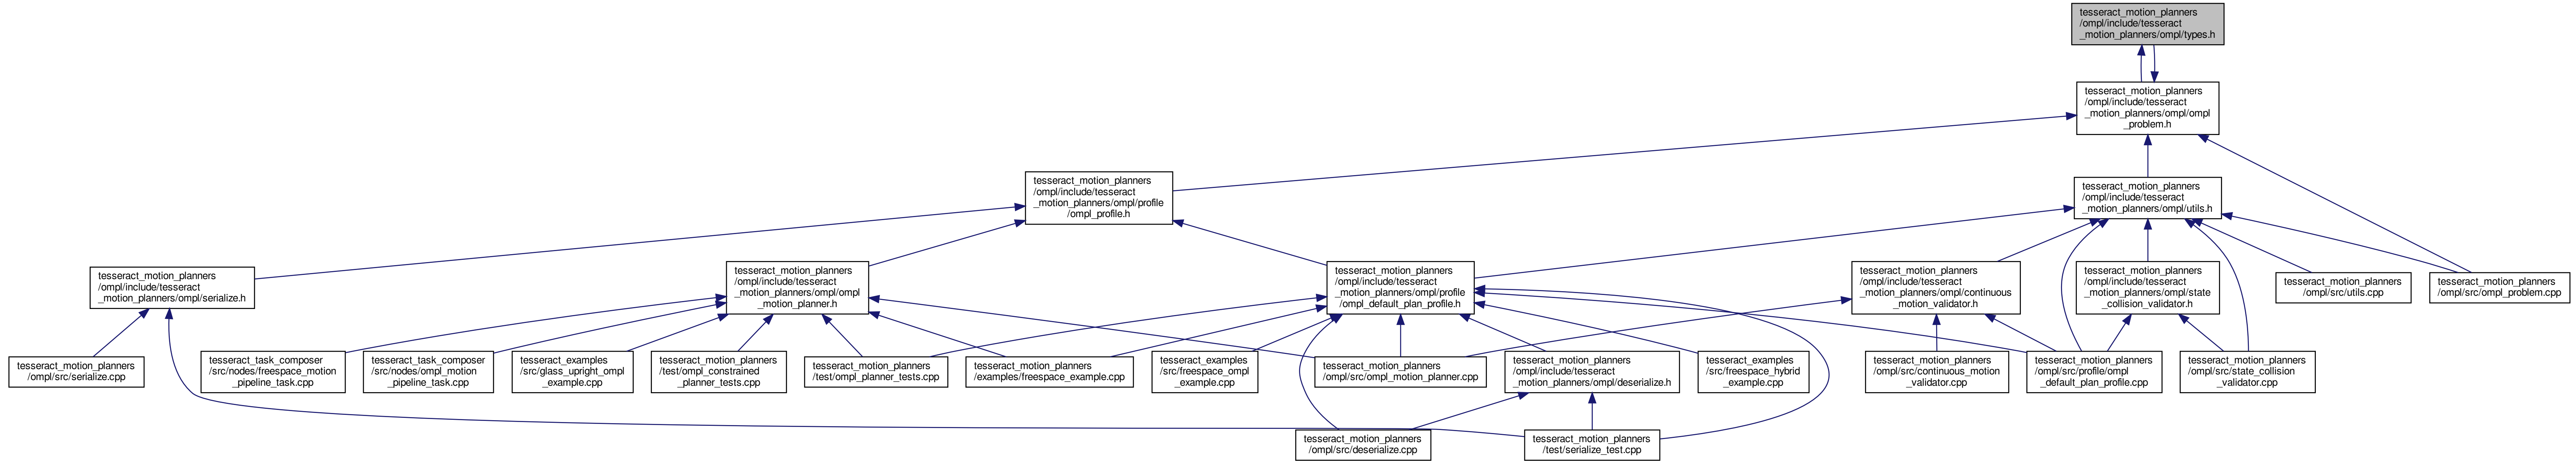 tesseract_motion_planners
/ompl/include/tesseract
_motion_planners/ompl/types.h
tesseract_motion_planners
/ompl/include/tesseract
_motion_planners/ompl/ompl
_problem.h
tesseract_motion_planners
/ompl/include/tesseract
_motion_planners/ompl/profile
/ompl_profile.h
tesseract_motion_planners
/ompl/include/tesseract
_motion_planners/ompl/utils.h
tesseract_motion_planners
/ompl/include/tesseract
_motion_planners/ompl/serialize.h
tesseract_motion_planners
/ompl/include/tesseract
_motion_planners/ompl/ompl
_motion_planner.h
tesseract_motion_planners
/ompl/include/tesseract
_motion_planners/ompl/profile
/ompl_default_plan_profile.h
tesseract_motion_planners
/ompl/include/tesseract
_motion_planners/ompl/continuous
_motion_validator.h
tesseract_motion_planners
/ompl/include/tesseract
_motion_planners/ompl/state
_collision_validator.h
tesseract_motion_planners
/ompl/src/utils.cpp
tesseract_motion_planners
/ompl/src/ompl_problem.cpp
tesseract_motion_planners
/ompl/src/serialize.cpp
tesseract_task_composer
/src/nodes/freespace_motion
_pipeline_task.cpp
tesseract_task_composer
/src/nodes/ompl_motion
_pipeline_task.cpp
tesseract_examples
/src/glass_upright_ompl
_example.cpp
tesseract_motion_planners
/test/ompl_constrained
_planner_tests.cpp
tesseract_motion_planners
/test/ompl_planner_tests.cpp
tesseract_motion_planners
/examples/freespace_example.cpp
tesseract_examples
/src/freespace_ompl
_example.cpp
tesseract_motion_planners
/ompl/src/ompl_motion_planner.cpp
tesseract_motion_planners
/ompl/include/tesseract
_motion_planners/ompl/deserialize.h
tesseract_examples
/src/freespace_hybrid
_example.cpp
tesseract_motion_planners
/ompl/src/continuous_motion
_validator.cpp
tesseract_motion_planners
/ompl/src/profile/ompl
_default_plan_profile.cpp
tesseract_motion_planners
/ompl/src/state_collision
_validator.cpp
tesseract_motion_planners
/ompl/src/deserialize.cpp
tesseract_motion_planners
/test/serialize_test.cpp